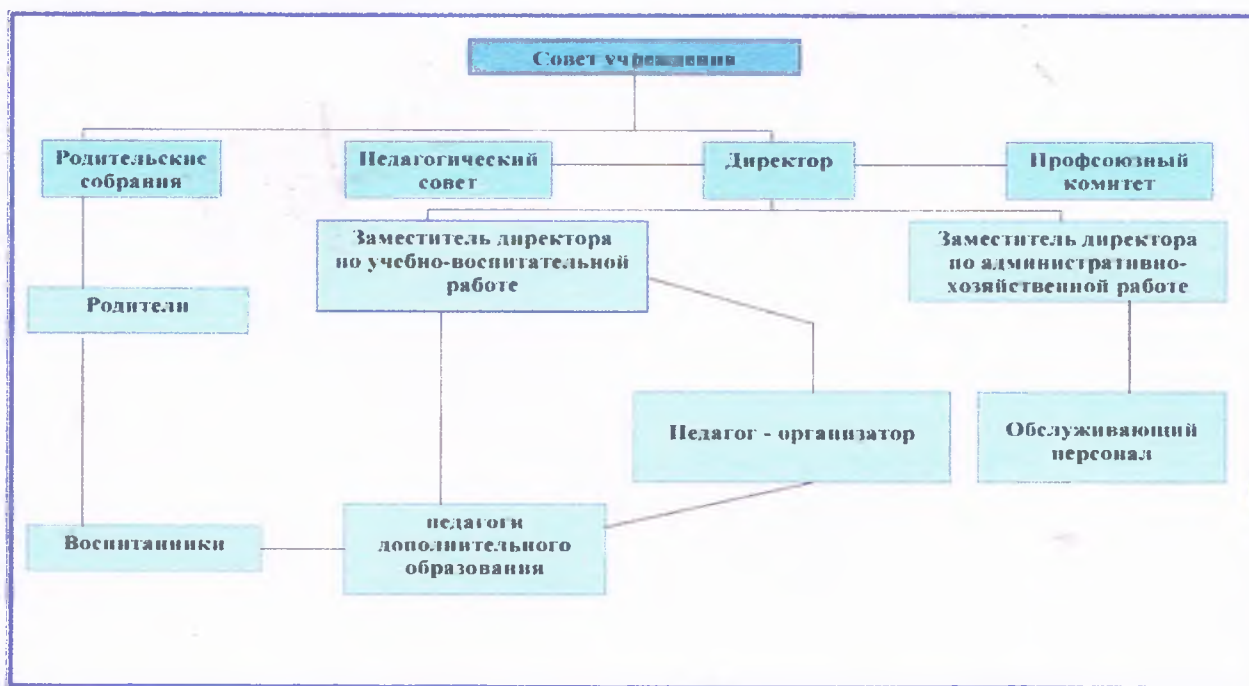 Совет учреждения
Родительские
собрания
Педагогический
совет
Директор
Профсоюзный
комитет
Заместитель директора
по учебно-воспитательной
работе
Заместитель директора
по административно-
хозяйственной работе
Родители
Педагог - организатор
Обслуживающий
персонал
Воспитанники
педагоги
дополнительного
образования